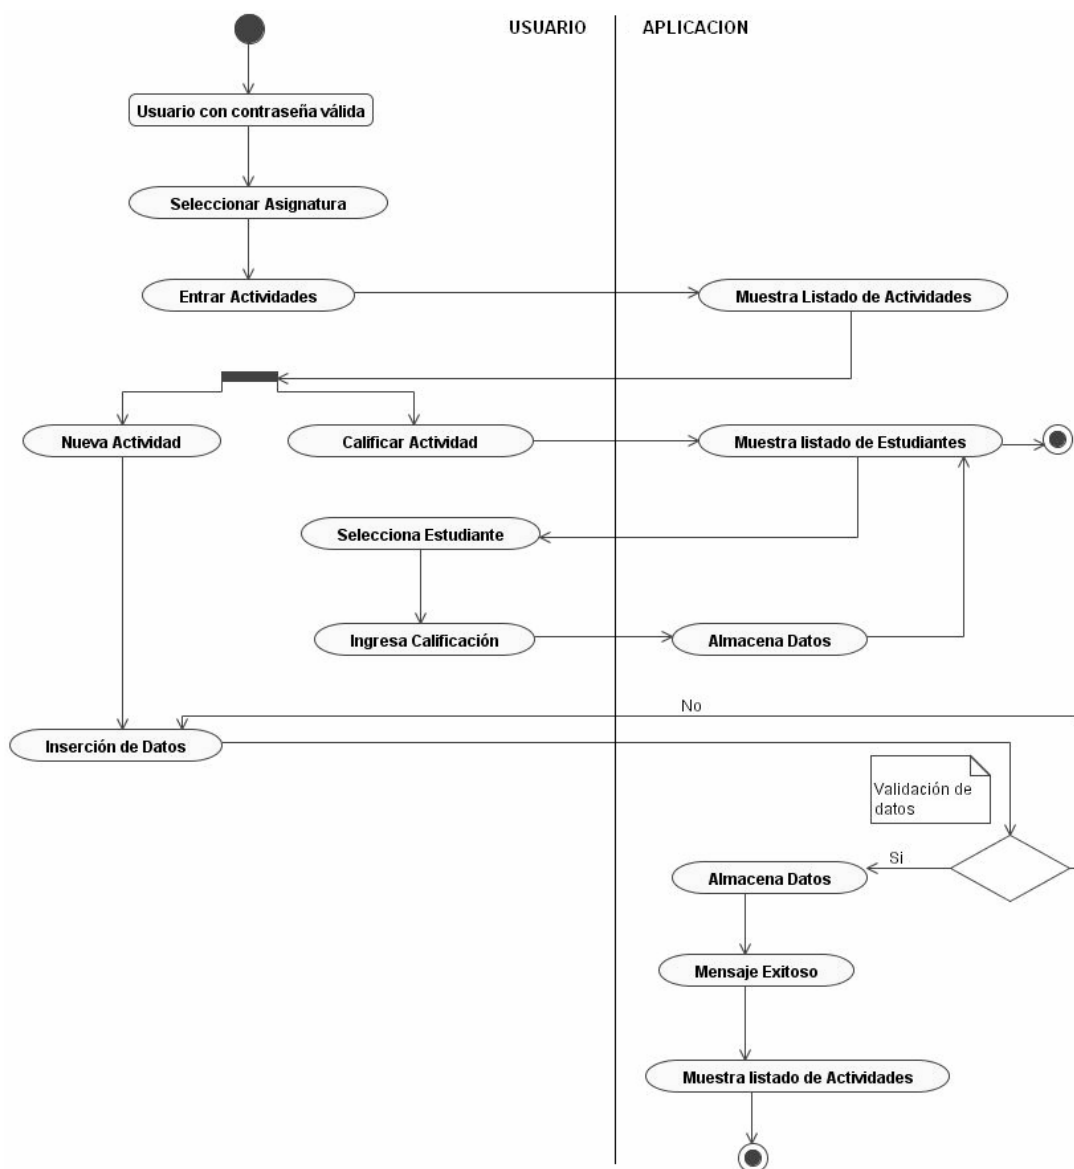 USUARIO
APLICACION
Usuario con contraseña válida
Seleccionar Asignatura
Entrar Actividades
Muestra Listado de Actividades
Nueva Actividad
Calificar Actividad
Muestra listado de Estudiantes
Selecciona Estudiante
Ingresa Calificación
Almacena Datos
No
Inserción de Datos
Validación de
datos
Si
Almacena Datos
Mensaje Exitoso
Muestra listado de Actividades